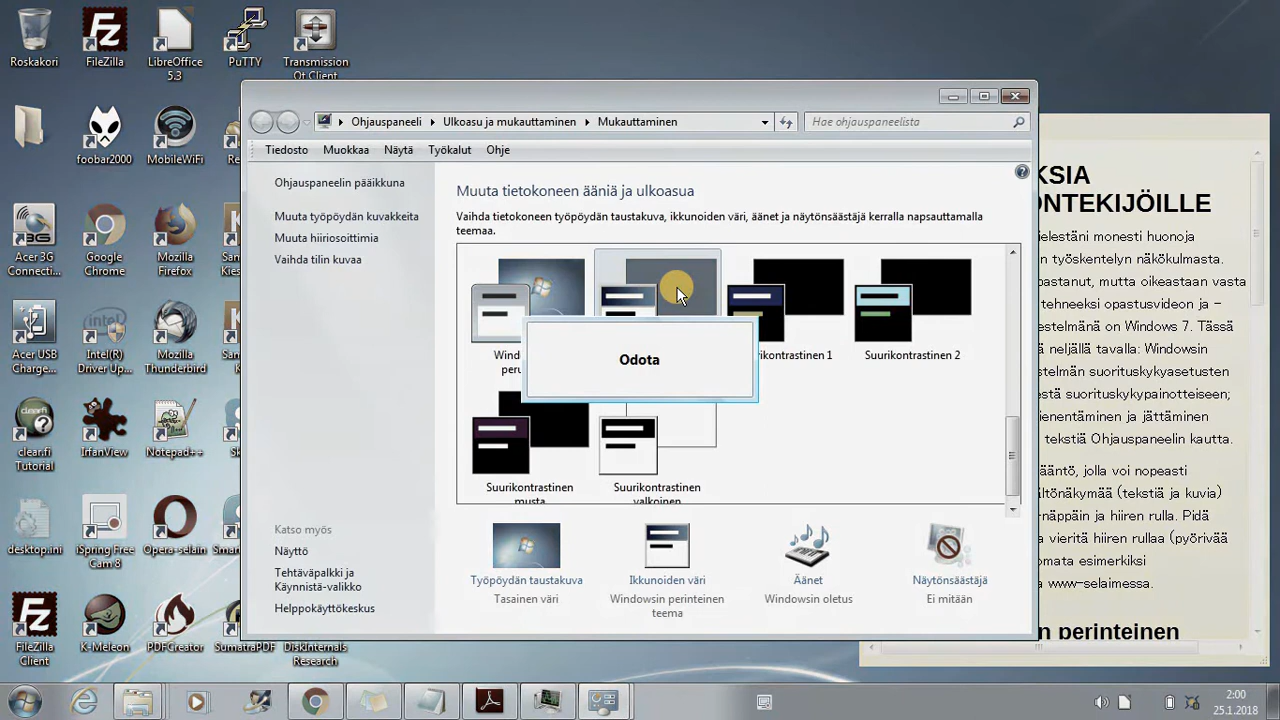 Roskakori
FileZilla
LibreOffice
5.3
PuTTY
Transmission
Qt Client
foobar2000
MobileWiFi
Acer 3G
Connecti...
Google
Chrome
Mozilla
Firefox
Acer USB
Charge...
Intel(R)
Driver Up...
Mozilla
Thunderbird
clear.fi
Tutorial
IrfanView
Notepad++
desktop.ini
iSpring Free
Cam 8
Opera-selain
FileZilla
Client
K-Meleon
PDFCreator
SumatraPDF
DiskInternals
Research
Ohjauspaneeli
Ulkoasu ja mukauttaminen
Mukauttaminen
Hae ohjauspaneelista
Tiedosto
Muokkaa
Näytä
Työkalut
Ohje
Ohjauspaneelin pääikkuna
Muuta työpöydän kuvakkeita
Muuta hiiriosoittimia
Vaihda tilin kuvaa
Katso myös
Näyttö
Tehtäväpalkki ja
Käynnistä-valikko
Helppokäyttökeskus
Muuta tietokoneen ääniä ja ulkoasua
Vaihda tietokoneen työpöydän taustakuva, ikkunoiden väri, äänet ja näytönsäästäjä kerralla napsauttamalla
teemaa.
Odota
Suurikontrastinen 2
Suurikontrastinen
musta
Suurikontrastinen
valkoinen
Työpöydän taustakuva
Tasainen väri
Ikkunoiden väri
Windowsin perinteinen
teema
Äänet
Windowsin oletus
Näytönsäästäjä
Ei mitään
KSIA
ONTEKIJÖILLE
ielestäni monesti huonoja
työskentelyn näkökulmasta.
pastanut, mutta oikeastaan vasta
tehneeksi opastusvideon ja -
estelmänä on Windows 7. Tässä
neljällä tavalla: Windowsin
stelmän suorituskykyasetusten
estä suorituskykypainotteiseen;
enentäminen ja jättäminen
tekstiä Ohjauspaneelin kautta.
ääntö, jolla voi nopeasti
ltönäkymää (tekstiä ja kuvia)
-näppäin ja hiiren rulla. Pidä
vieritä hiiren rullaa (pyörivää
omata esimerkiksi
a www-selaimessa.
n perinteinen
2:00
25.1.2018